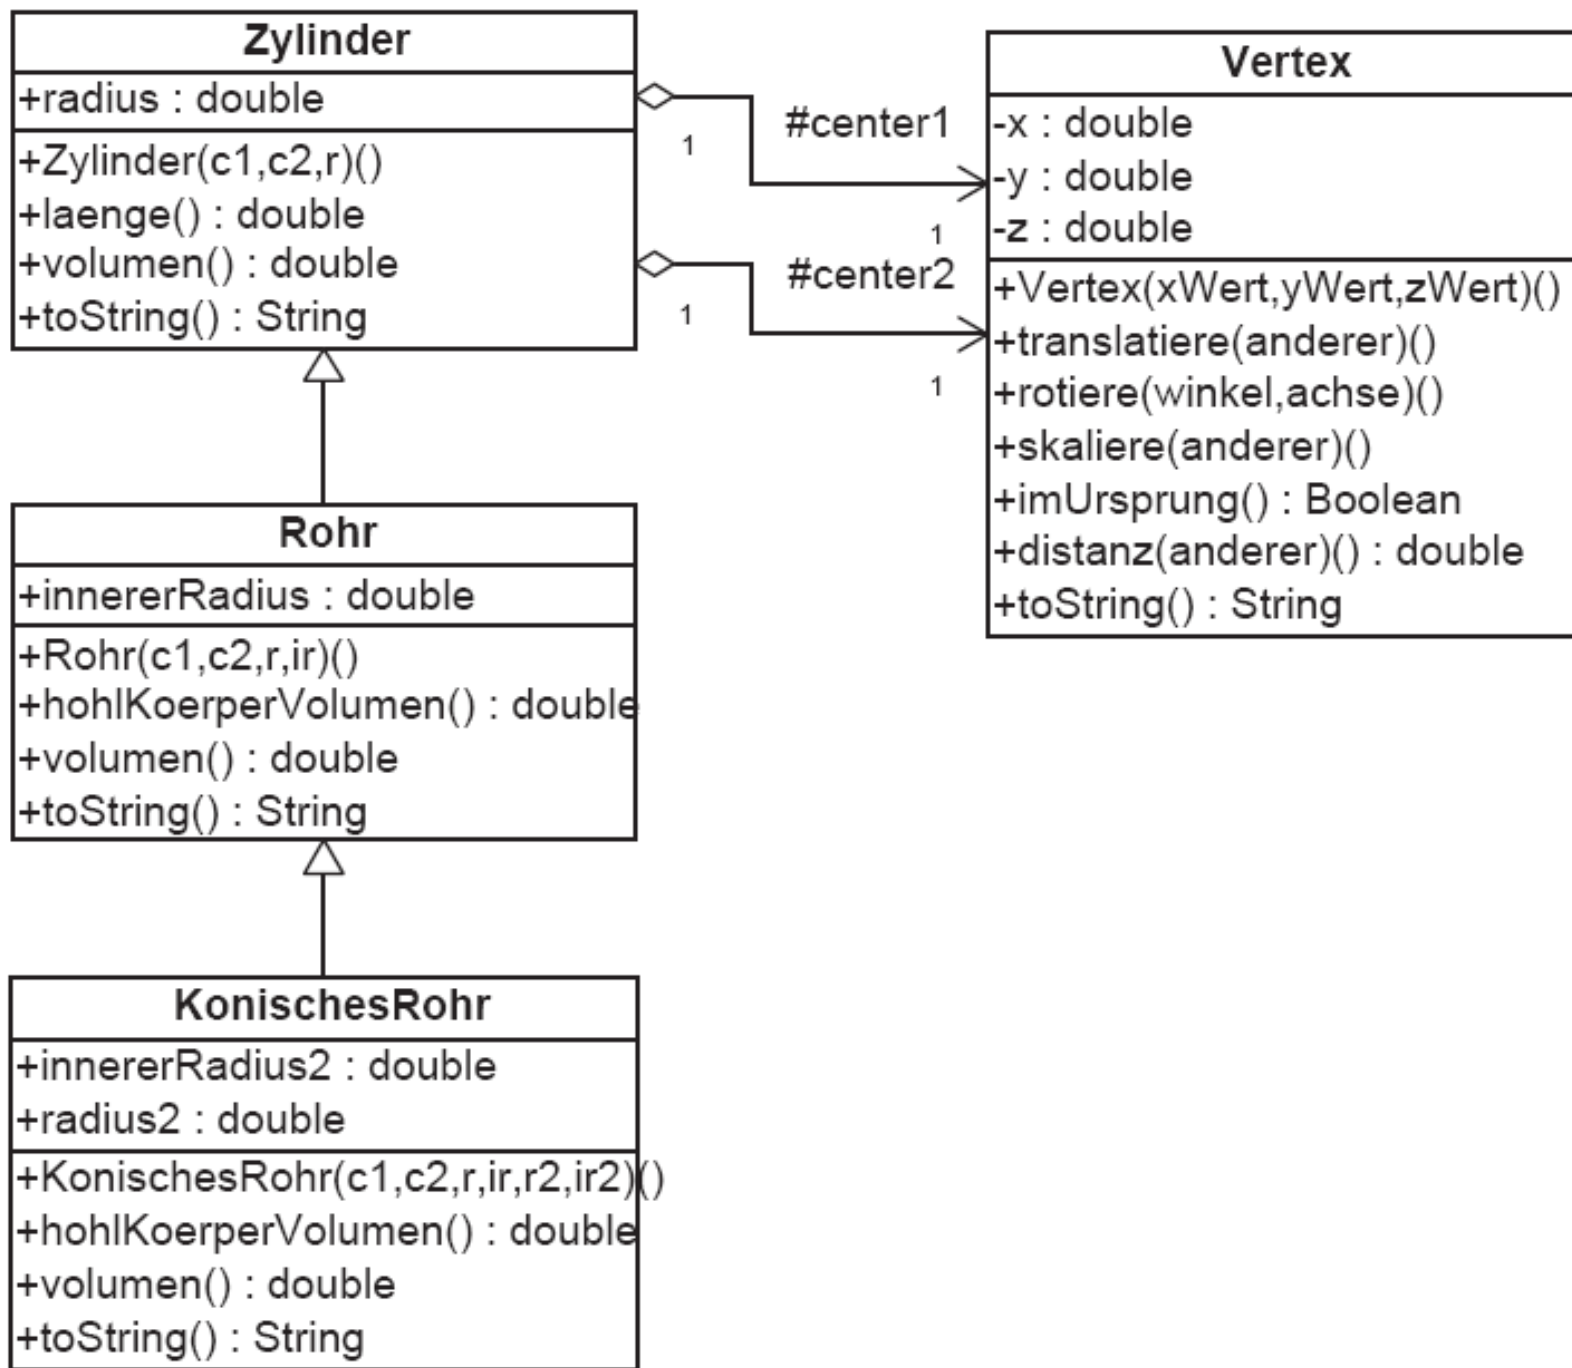 Zylinder
+radius : double
+Zylinder(c1,c2,r)()
+laenge() : double
+volumen() : double
+toString() : String
1
#center1
1
1
#center2
1
Vertex
-x : double
-y : double
-z : double
+Vertex(xWert,yWert,zWert)()
+translatiere(anderer)()
+rotiere(winkel,achse)()
+skaliere(anderer)()
+imUrsprung() : Boolean
+distanz(anderer)() : double
+toString() : String
Rohr
+innererRadius : double
+Rohr(c1,c2,r,ir)()
+hohlKoerperVolumen() : double
+volumen() : double
+toString() : String
KonischesRohr
+innererRadius2 : double
+radius2 : double
+KonischesRohr(c1,c2,r,ir,r2,ir2)()
+hohlKoerperVolumen() : double
+volumen() : double
+toString() : String